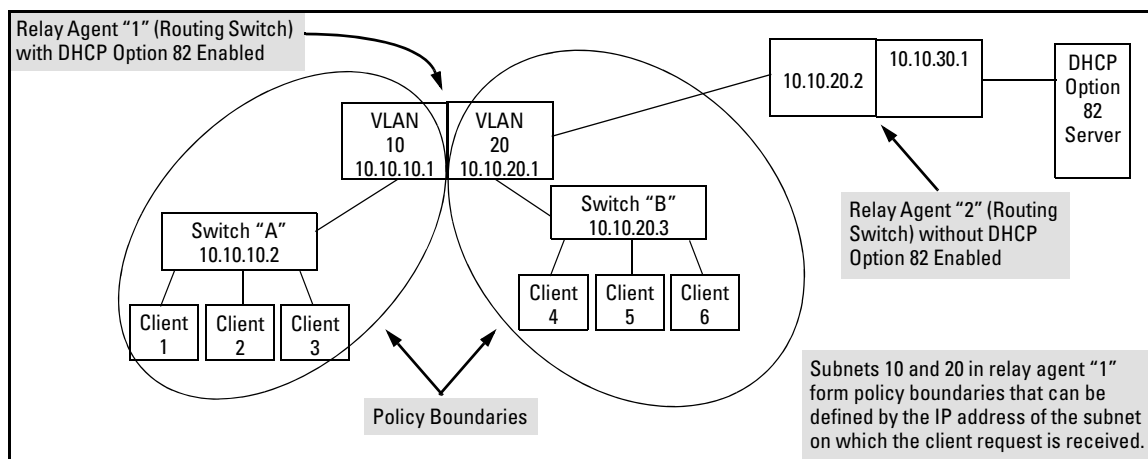 Relay Agent “1” (Routing Switch)
with DHCP Option 82 Enabled
VLAN
10
10.10.10.1
VLAN
20
10.10.20.1
10.10.20.2
10.10.30.1
DHCP
Option
82
Server
Switch “A”
10.10.10.2
Switch “B”
10.10.20.3
Relay Agent “2” (Routing
Switch) without DHCP
Option 82 Enabled
Client
1
Client
2
Client
3
Client
4
Client
5
Client
6
Policy Boundaries
Subnets 10 and 20 in relay agent “1”
form policy boundaries that can be
defined by the IP address of the subnet
on which the client request is received.